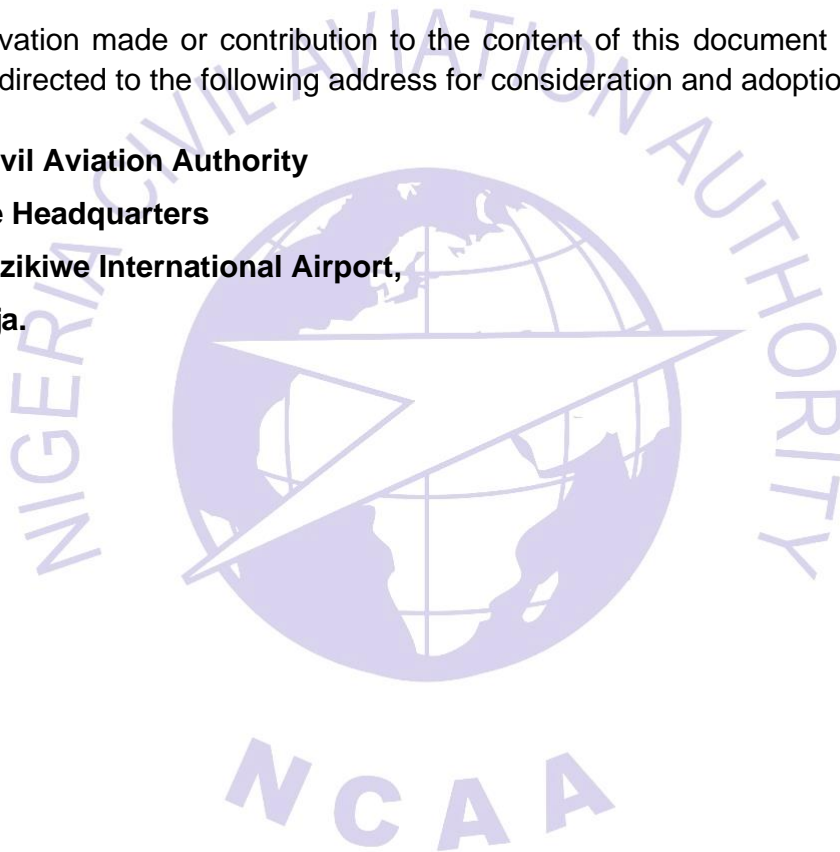 vation made or contribution to the content of this document
directed to the following address for consideration and adoptio
vil Aviation Authority
e Headquarters
zikiwe International Airport,
ja.
NIGERIA CIVIL AVIATION AUTHORITY
NCAA